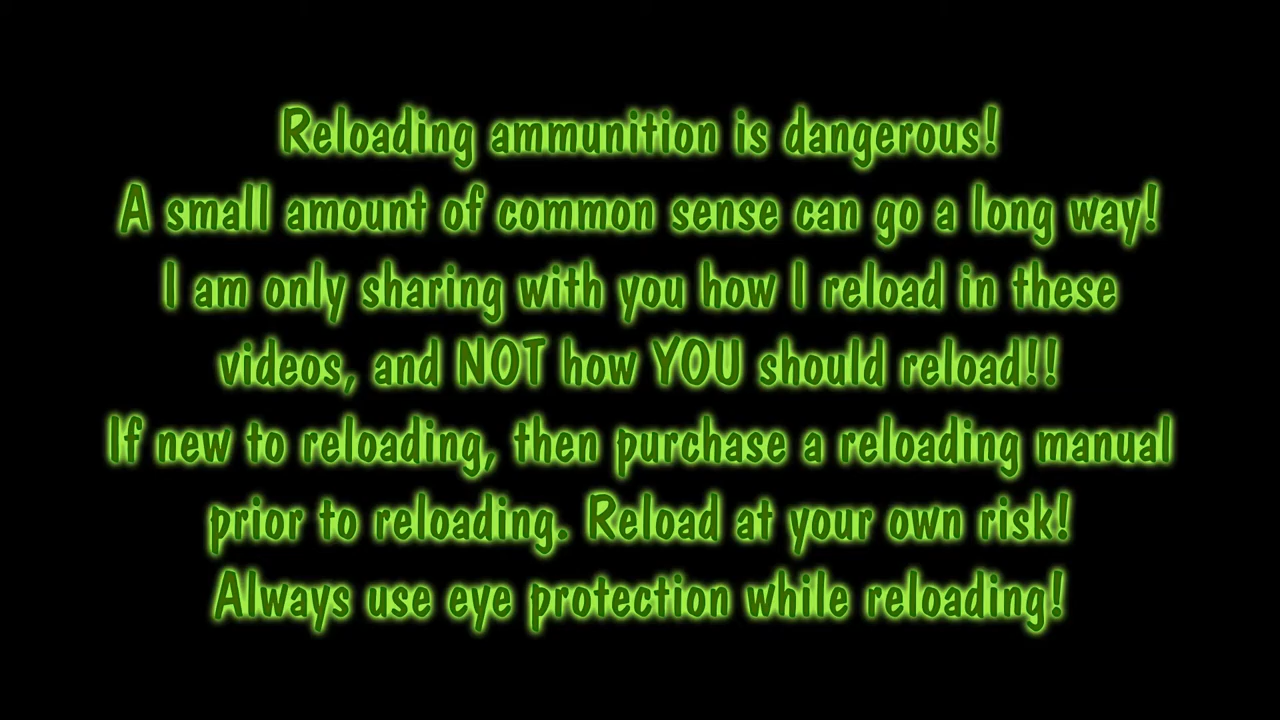 Reloading ammunition is dangerous!
A small amount of common sense can go a long way!
I am only sharing with you how I reload in these
videos, and NOT how YOU should reload!!
If new to reloading, then purchase a reloading manual
prior to reloading. Reload at your own risk!
Always use eye protection while reloading!